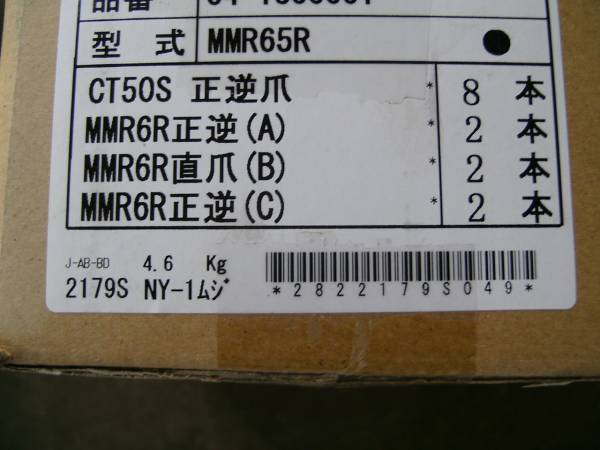 品番
型式 MMR65R ●
CT50S 正逆爪 * 8 本
MMR6R正逆(A) * 2 本
MMR6R直爪(B) * 2 本
MMR6R正逆(C) * 2 本
J-AB-BD 4.6 Kg
2179S NY-1ﾑｼﾞ *2822179S049*